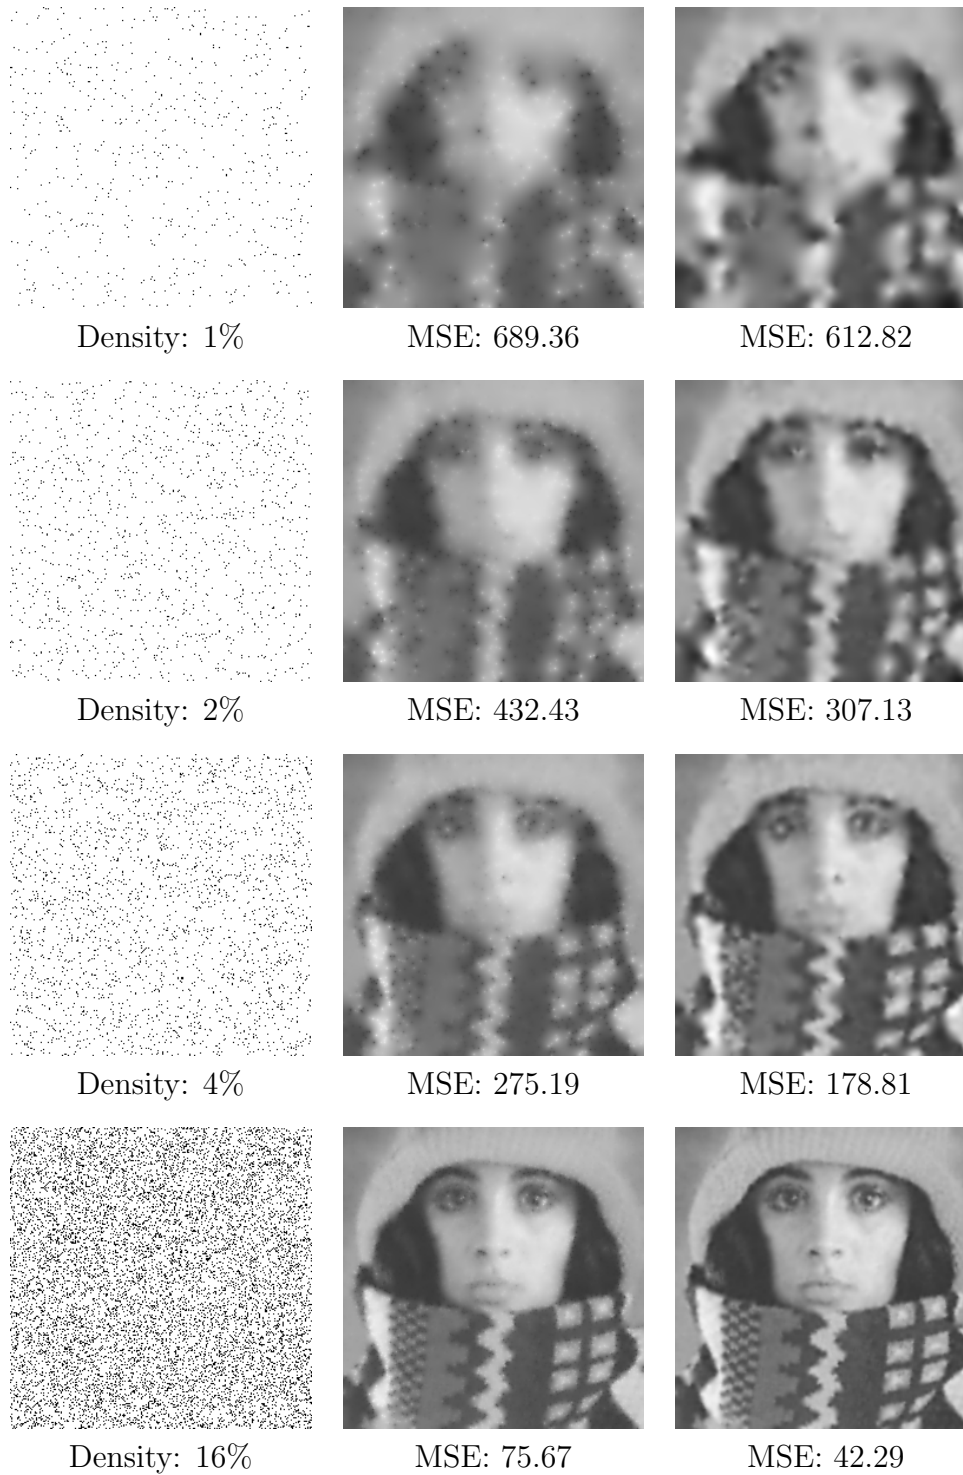 Density: 1% MSE: 689.36 MSE: 612.82
Density: 2% MSE: 432.43 MSE: 307.13
Density: 4% MSE: 275.19 MSE: 178.81
Density: 16% MSE: 75.67 MSE: 42.29